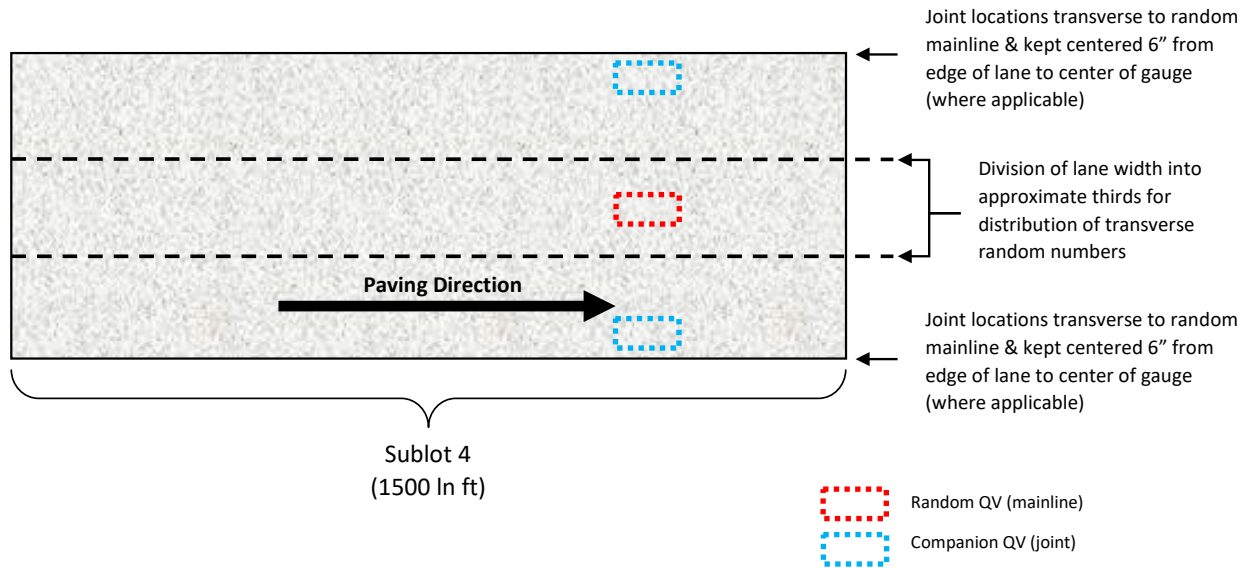 Joint locations transverse to random
mainline & kept centered 6” from
edge of lane to center of gauge
(where applicable)
Division of lane width into
approximate thirds for
distribution of transverse
random numbers
Paving Direction
Joint locations transverse to random
mainline & kept centered 6” from
edge of lane to center of gauge
(where applicable)
Sublot 4
(1500 ln ft)
Random QV (mainline)
Companion QV (joint)